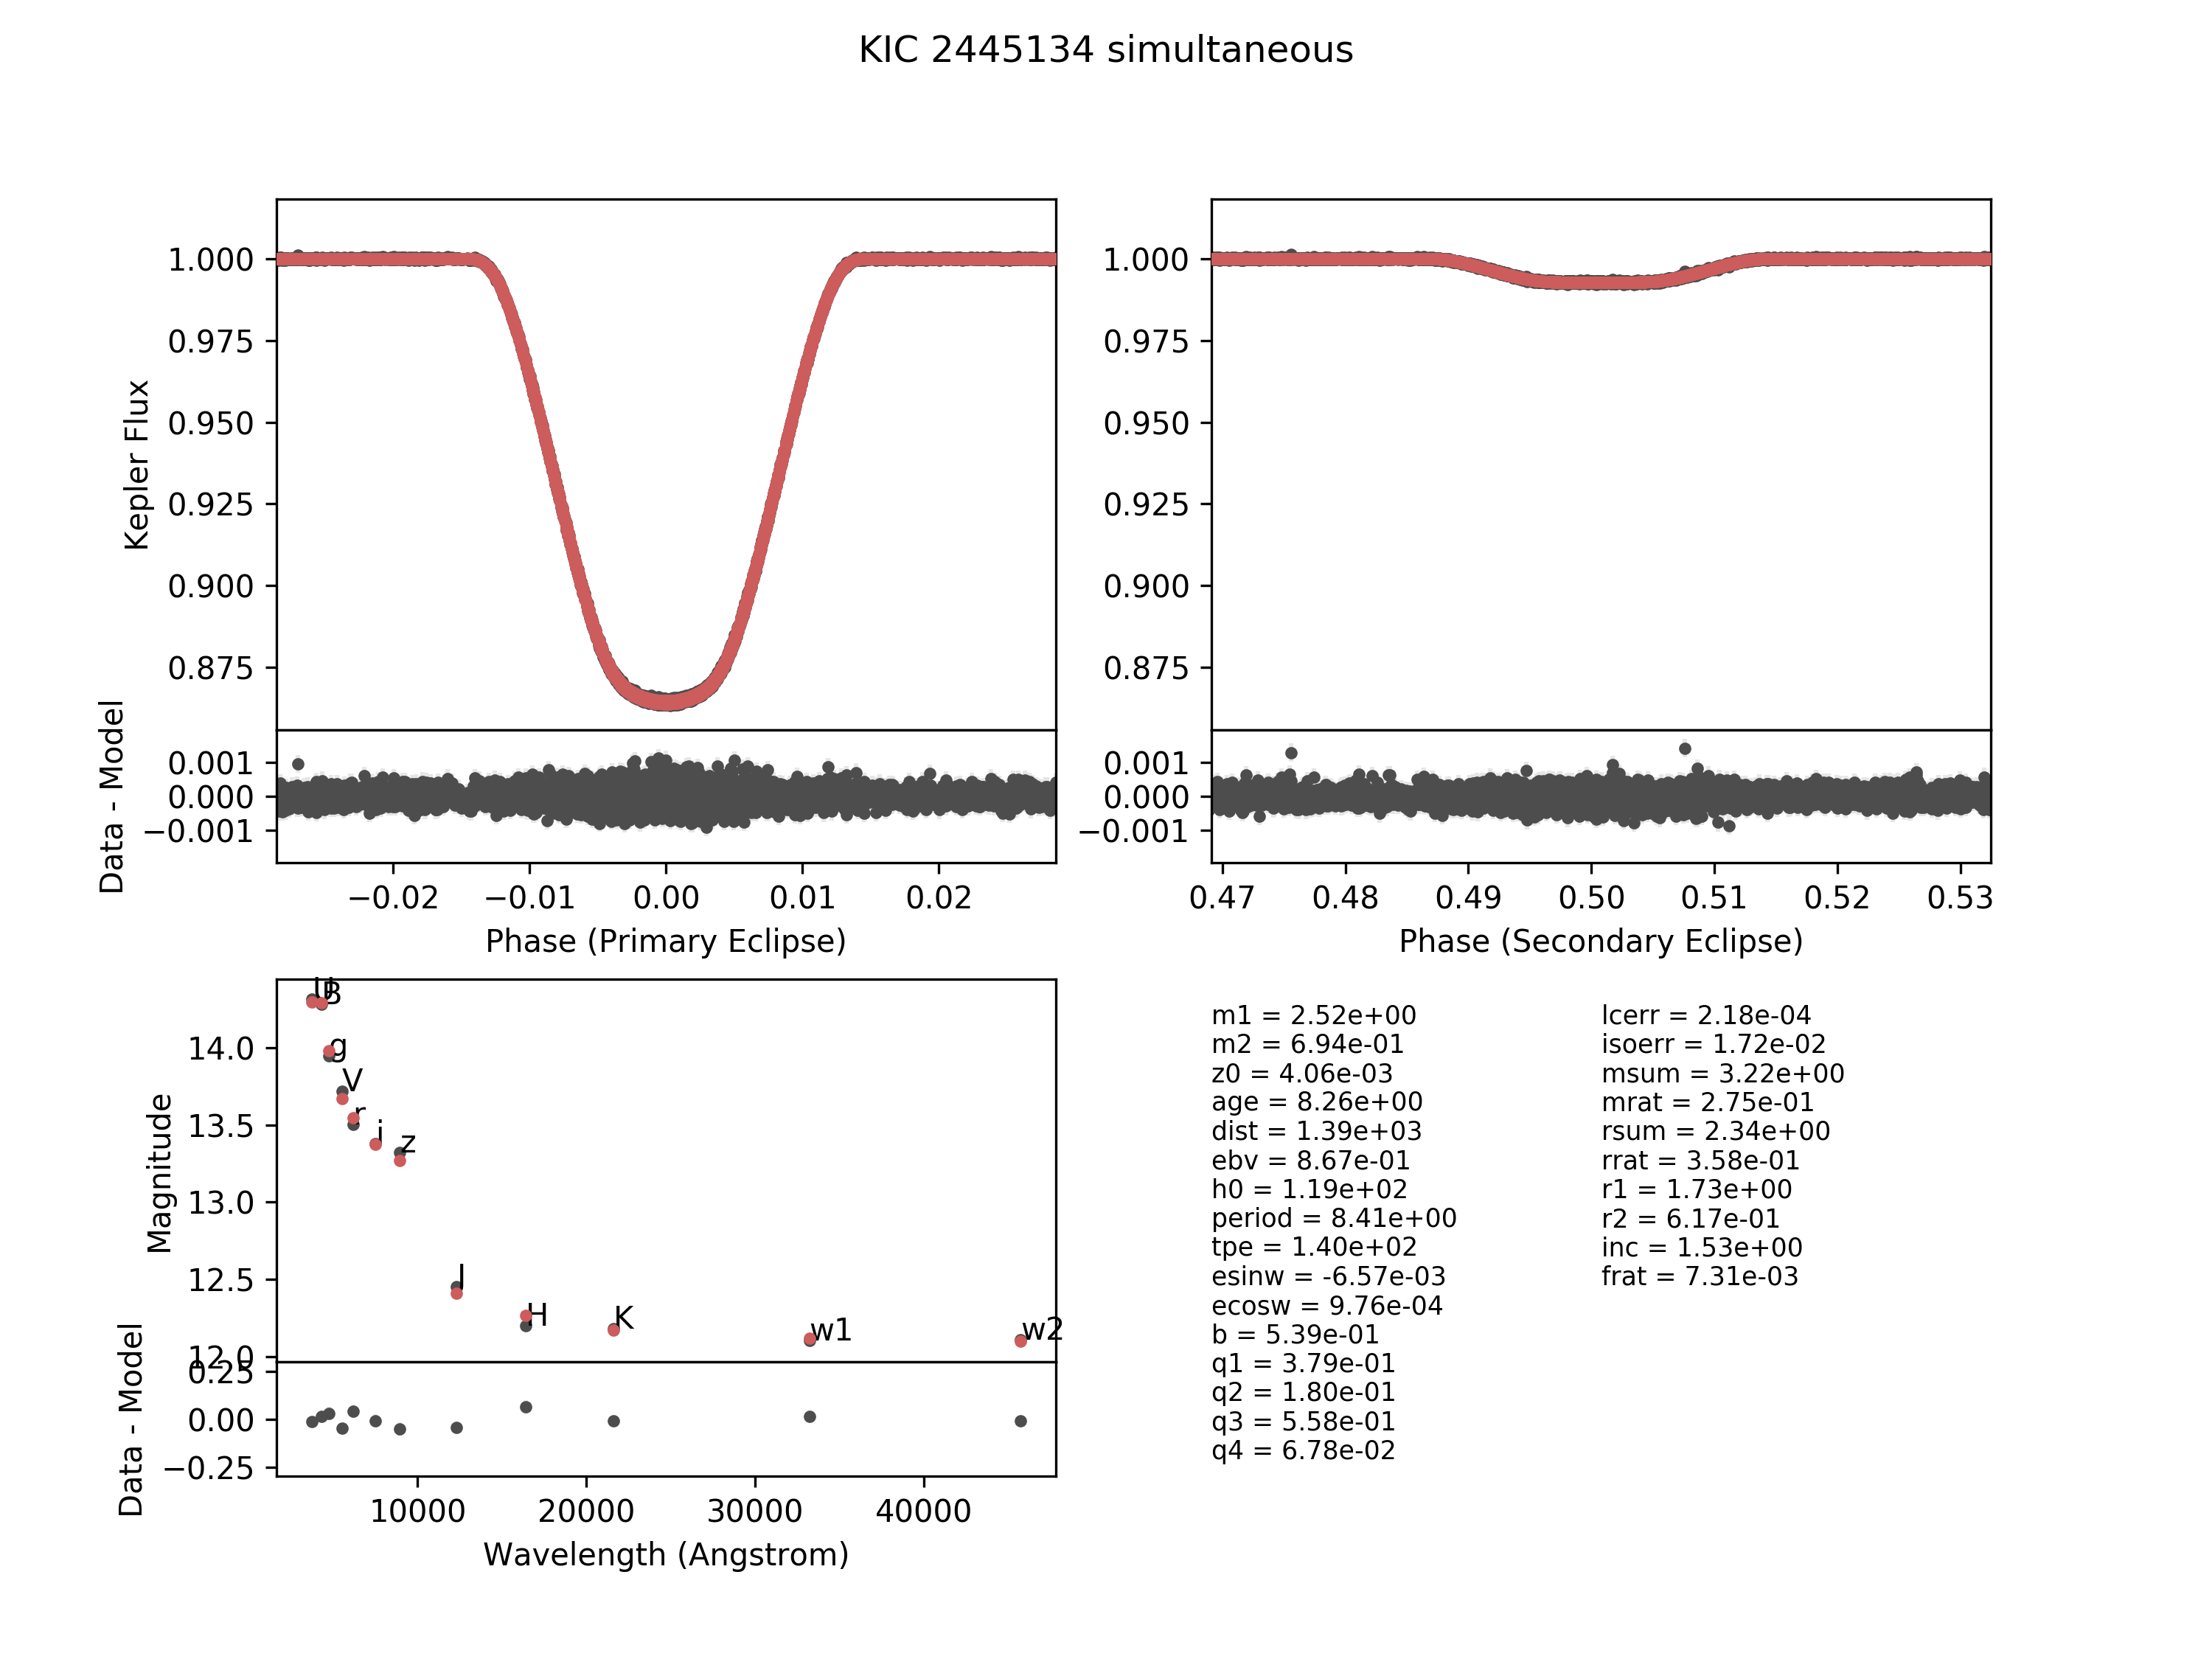 KIC 2445134 simultaneous
1.000
0.975
0.950
0.925
0.900
0.875
Kepler Flux
0.001
0.000
−0.001
Data - Model
−0.02 −0.01 0.00 0.01 0.02
Phase (Primary Eclipse)
1.000
0.975
0.950
0.925
0.900
0.875
0.001
0.000
−0.001
0.47 0.48 0.49 0.50 0.51 0.52 0.53
Phase (Secondary Eclipse)
14.0
13.5
13.0
12.5
12.0
Magnitude
U
B
g
V
r
i
z
J
H
K
w1
w2
0.25
0.00
−0.25
Data - Model
10000 20000 30000 40000
Wavelength (Angstrom)
m1 = 2.52e+00
m2 = 6.94e-01
z0 = 4.06e-03
age = 8.26e+00
dist = 1.39e+03
ebv = 8.67e-01
h0 = 1.19e+02
period = 8.41e+00
tpe = 1.40e+02
esinw = -6.57e-03
ecosw = 9.76e-04
b = 5.39e-01
q1 = 3.79e-01
q2 = 1.80e-01
q3 = 5.58e-01
q4 = 6.78e-02
lcerr = 2.18e-04
isoerr = 1.72e-02
msum = 3.22e+00
mrat = 2.75e-01
rsum = 2.34e+00
rrat = 3.58e-01
r1 = 1.73e+00
r2 = 6.17e-01
inc = 1.53e+00
frat = 7.31e-03